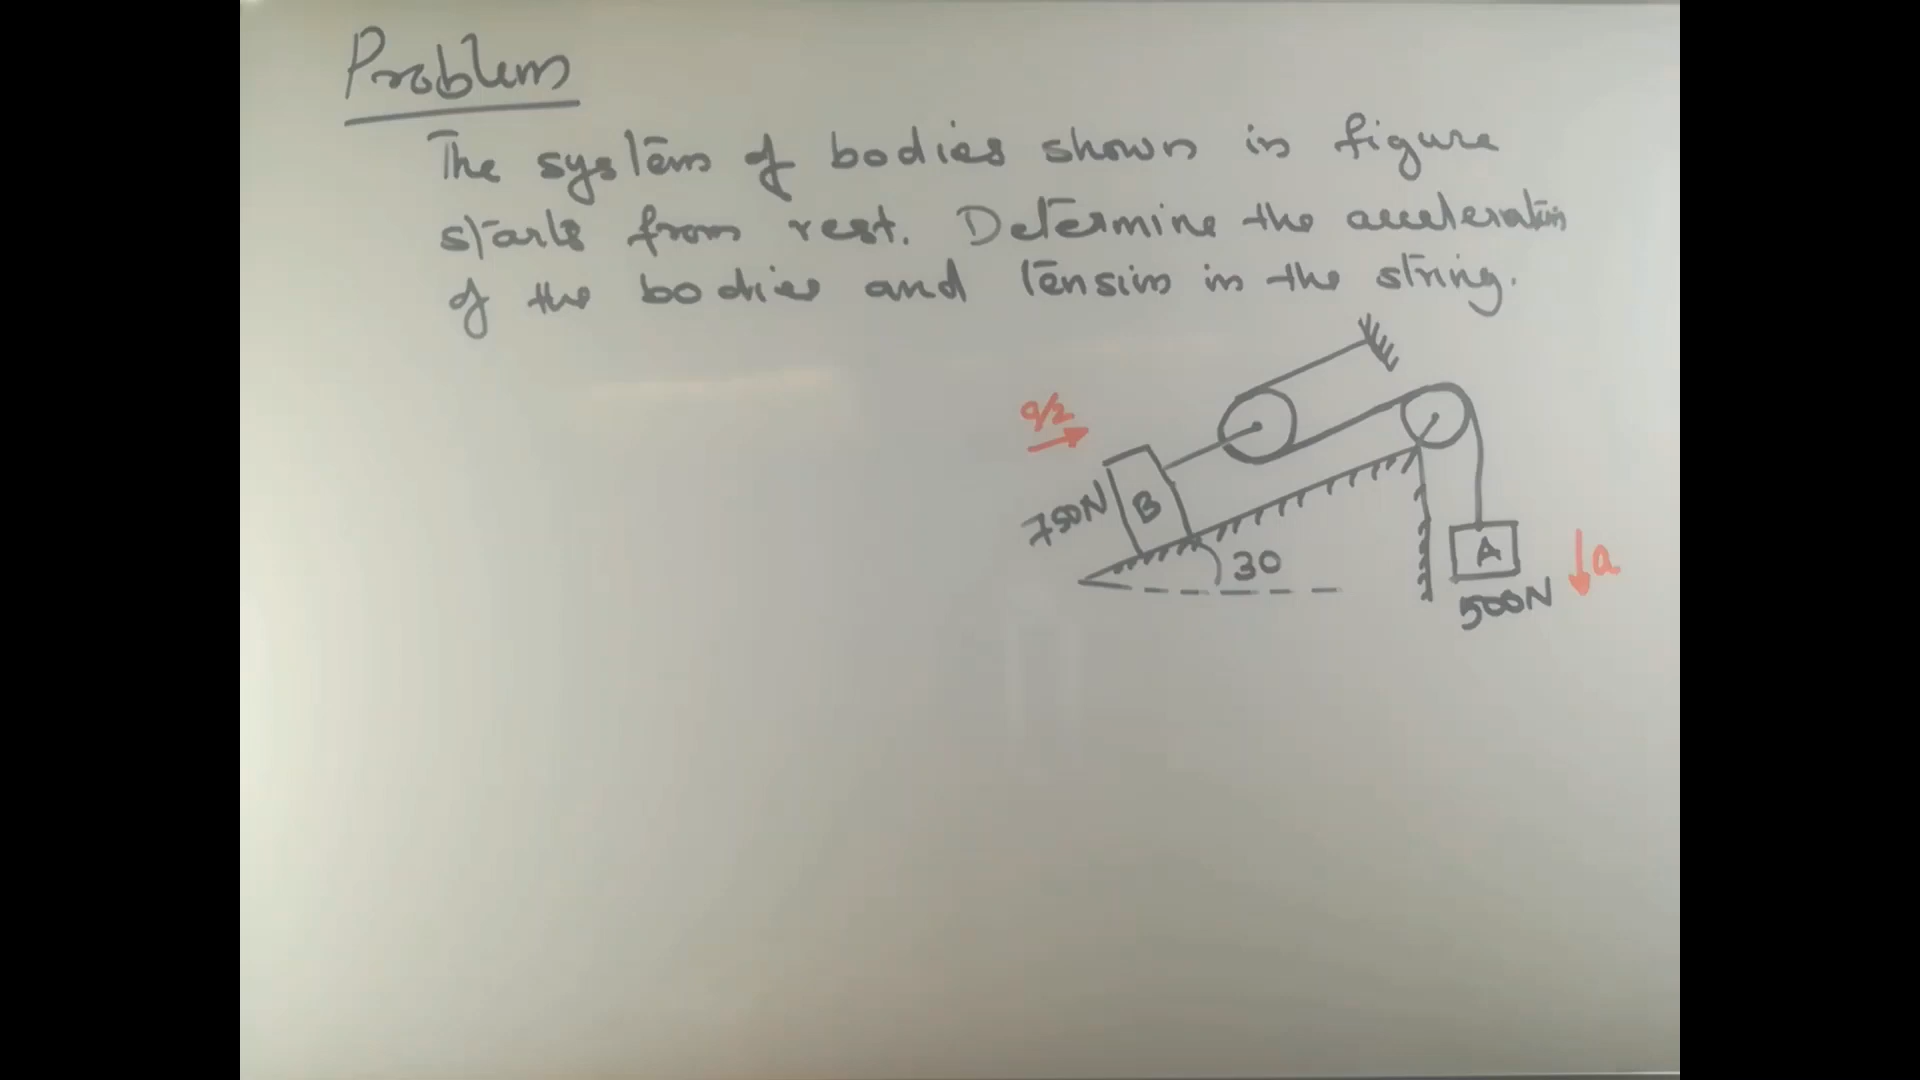 Problem
The system of bodies shown in figure
starts from rest. Determine the acceleration
of the bodies and tension in the string.
a/2
750N
B
30
A
a
500N